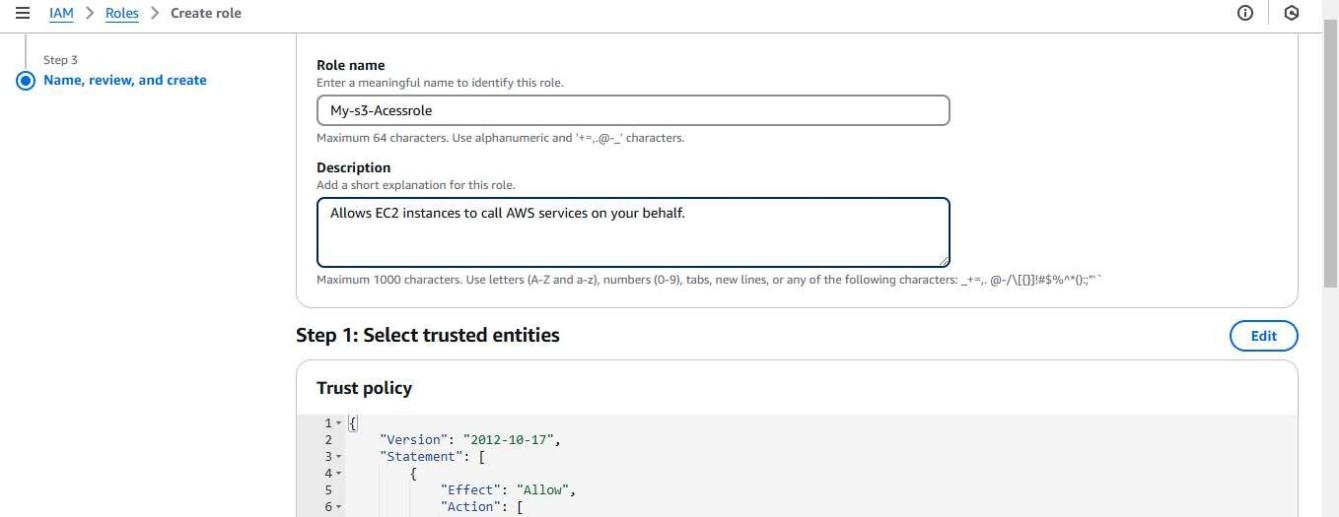 IAM > Roles > Create role
Step 3
Name, review, and create
Role name
Enter a meaningful name to identify this role.
My-s3-Acessrole
Maximum 64 characters. Use alphanumeric and '+=,.@-_' characters.
Description
Add a short explanation for this role.
Allows EC2 instances to call AWS services on your behalf.
Maximum 1000 characters. Use letters (A-Z and a-z), numbers (0-9), tabs, new lines, or any of the following characters: _+=,. @-/\[{}]!#$%^*();:"'`
Step 1: Select trusted entities
Edit
Trust policy
1 {
2 "Version": "2012-10-17",
3 "Statement": [
4 {
5 "Effect": "Allow",
6 "Action": [